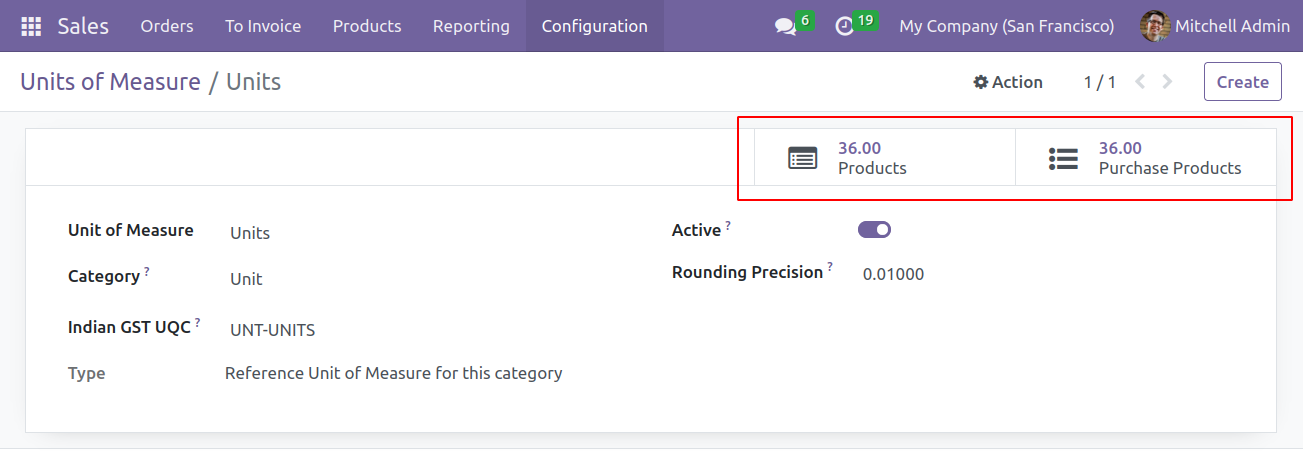 Sales Orders To Invoice Products Reporting Configuration 6 19 My Company (San Francisco) Mitchell Admin
Units of Measure / Units Action 1 / 1 Create
36.00 36.00
Products Purchase Products
Unit of Measure Units Active ?
Category ? Unit Rounding Precision ? 0.01000
Indian GST UQC ? UNT-UNITS
Type Reference Unit of Measure for this category